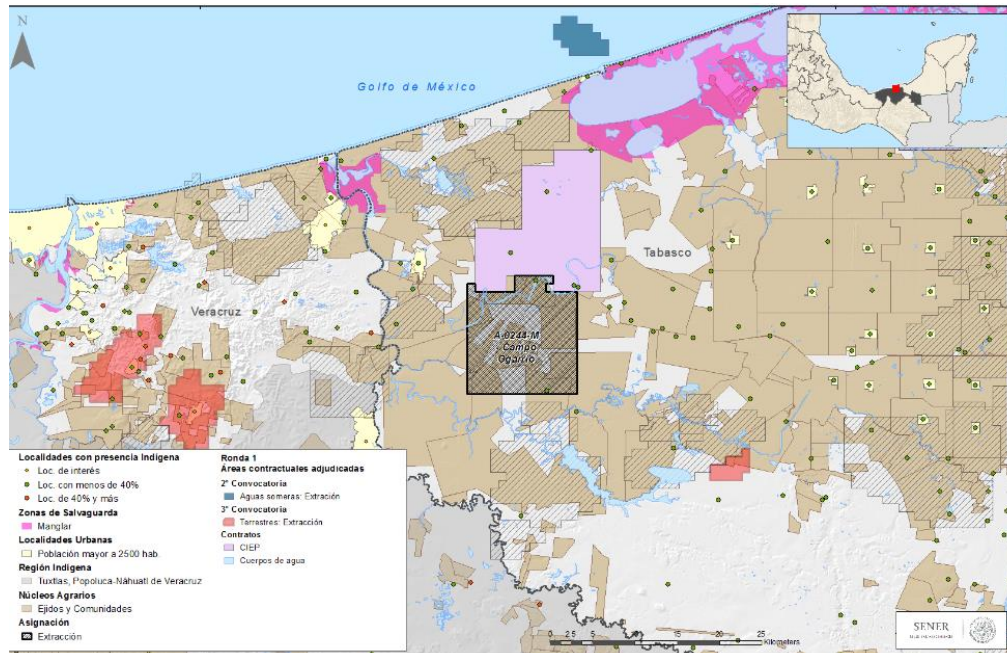 N
Golfo de México
Tabasco
Veracruz
A-0244-M
Campo
Ogarrio
Localidades con presencia Indígena
Loc. de interés
Loc. con menos de 40%
Loc. de 40% y más
Zonas de Salvaguarda
Manglar
Localidades Urbanas
Población mayor a 2500 hab.
Región Indígena
Tuxtlas, Popoluca-Náhuatl de Veracruz
Núcleos Agrarios
Ejidos y Comunidades
Asignación
Extracción
Ronda 1
Áreas contractuales adjudicadas
2° Convocatoria
Aguas someras: Extración
3° Convocatoria
Terrestres: Extracción
Contratos
CIEP
Cuerpos de agua
0 2.5 5 10 15 20 25
Kilometers
SENER